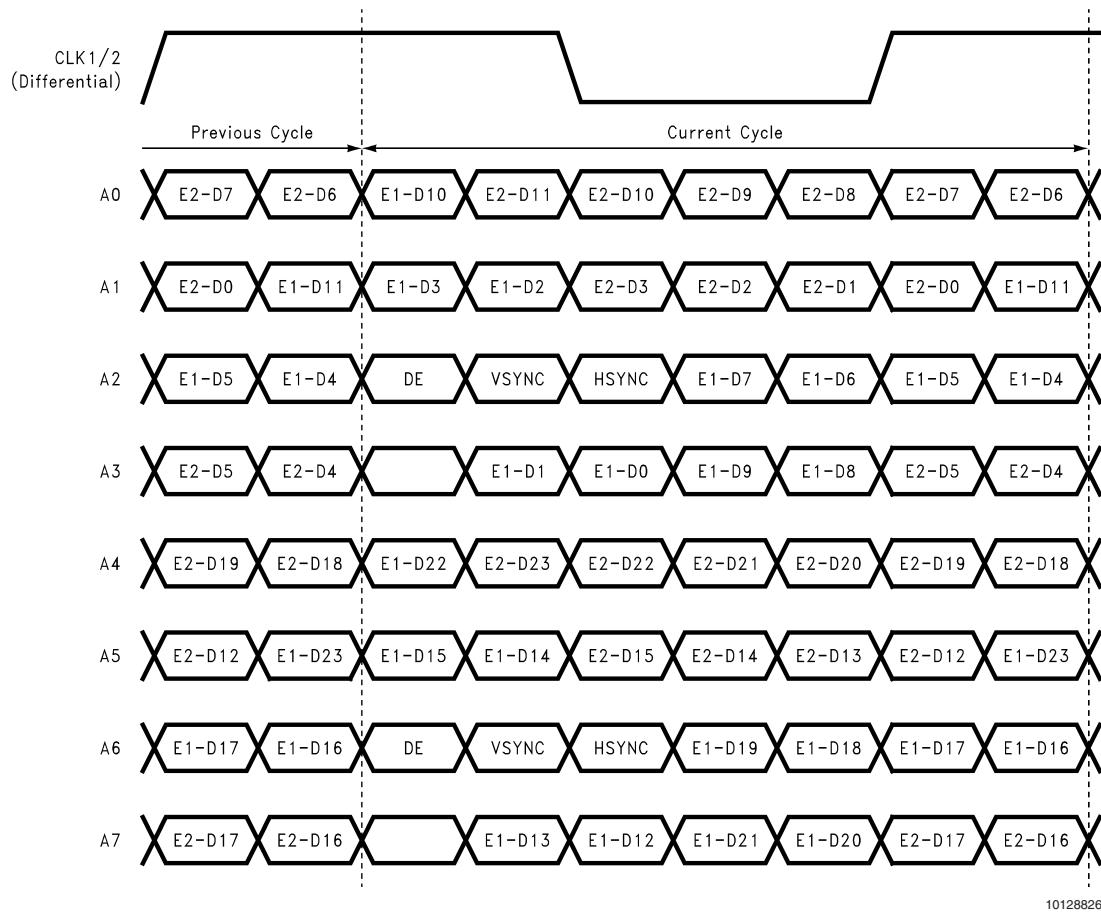 CLK1/2
(Differential)
Previous Cycle Current Cycle
A0 E2-D7 E2-D6 E1-D10 E2-D11 E2-D10 E2-D9 E2-D8 E2-D7 E2-D6
A1 E2-D0 E1-D11 E1-D3 E1-D2 E2-D3 E2-D2 E2-D1 E2-D0 E1-D11
A2 E1-D5 E1-D4 DE VSYNC HSYNC E1-D7 E1-D6 E1-D5 E1-D4
A3 E2-D5 E2-D4 E1-D1 E1-D0 E1-D9 E1-D8 E2-D5 E2-D4
A4 E2-D19 E2-D18 E1-D22 E2-D23 E2-D22 E2-D21 E2-D20 E2-D19 E2-D18
A5 E2-D12 E1-D23 E1-D15 E1-D14 E2-D15 E2-D14 E2-D13 E2-D12 E1-D23
A6 E1-D17 E1-D16 DE VSYNC HSYNC E1-D19 E1-D18 E1-D17 E1-D16
A7 E2-D17 E2-D16 E1-D13 E1-D12 E1-D21 E1-D20 E2-D17 E2-D16
10128826